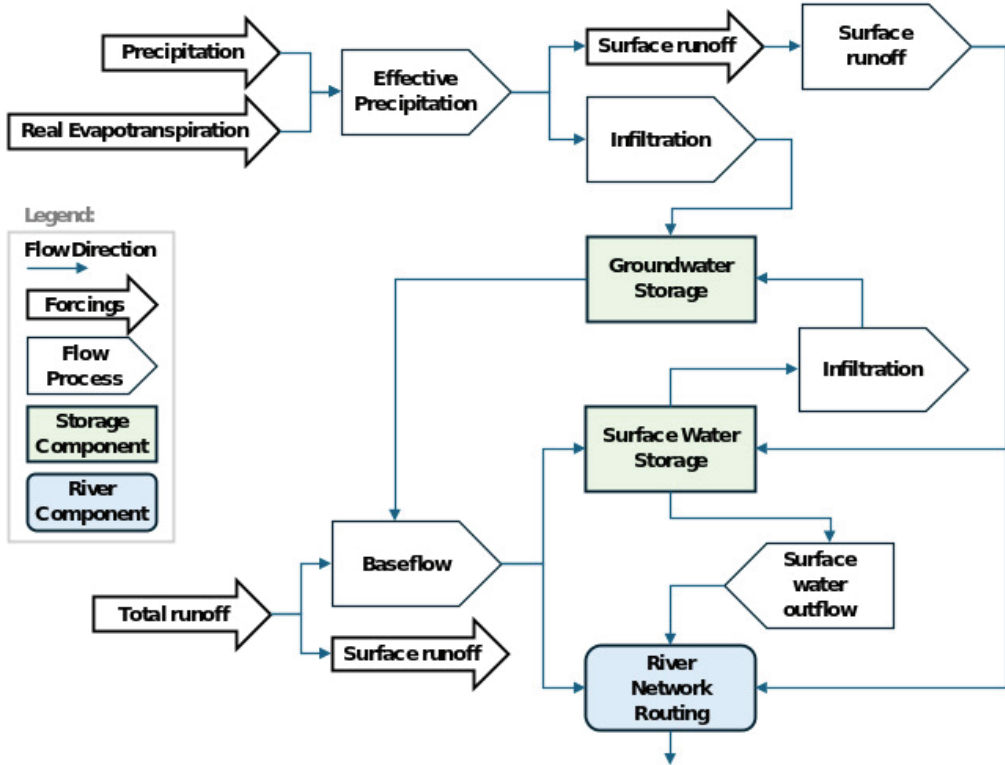 Precipitation
Real Evapotranspiration
Effective
Precipitation
Surface runoff
Surface
runoff
Infiltration
Legend:
Flow Direction
Forcings
Flow
Process
Storage
Component
River
Component
Groundwater
Storage
Infiltration
Surface Water
Storage
Baseflow
Surface
water
outflow
Total runoff
Surface runoff
River
Network
Routing